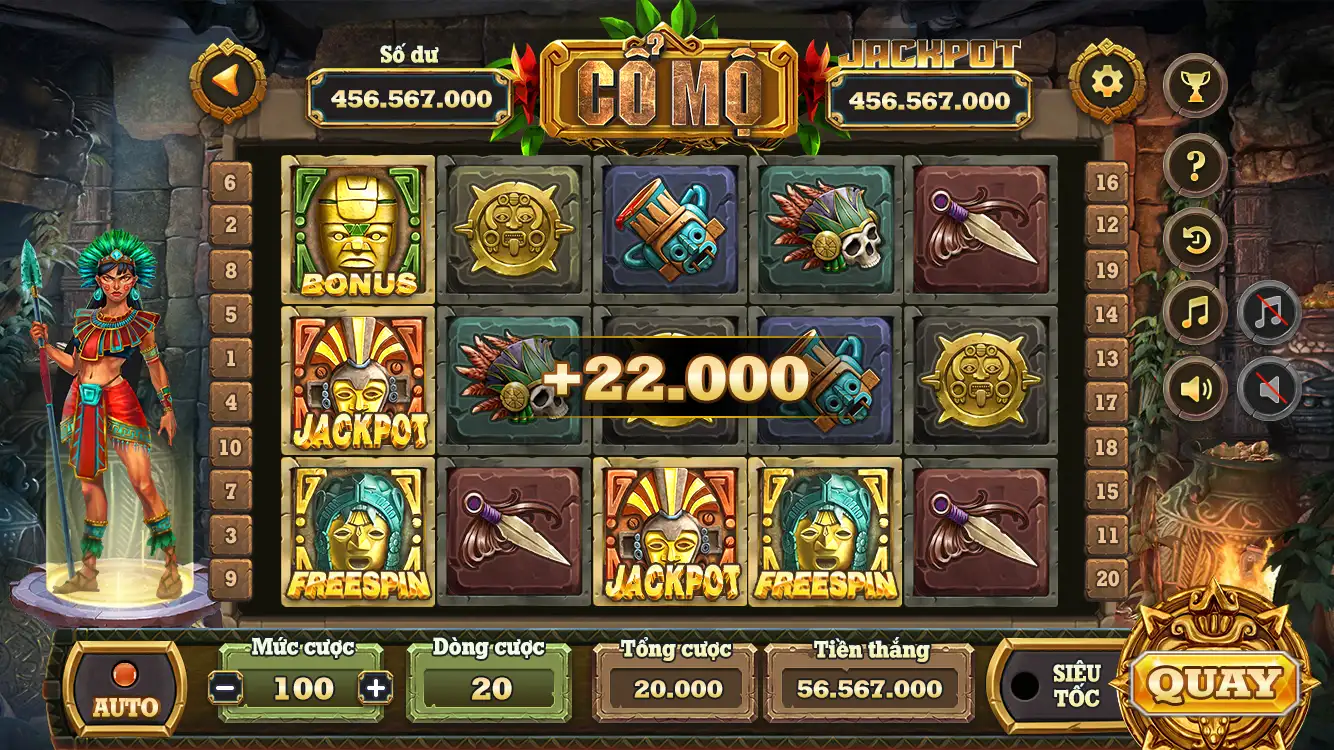 Số dư
456.567.000
CỔ MỘ
JACKPOT
456.567.000
6
2
8
5
1
4
10
7
3
9
BONUS
JACKPOT
+22.000
FREESPIN
JACKPOT
FREESPIN
16
12
19
14
13
17
18
15
11
20
?
AUTO
Mức cược
− 100 +
Dòng cược
20
Tổng cược
20.000
Tiền thắng
56.567.000
SIÊU
TỐC
QUAY